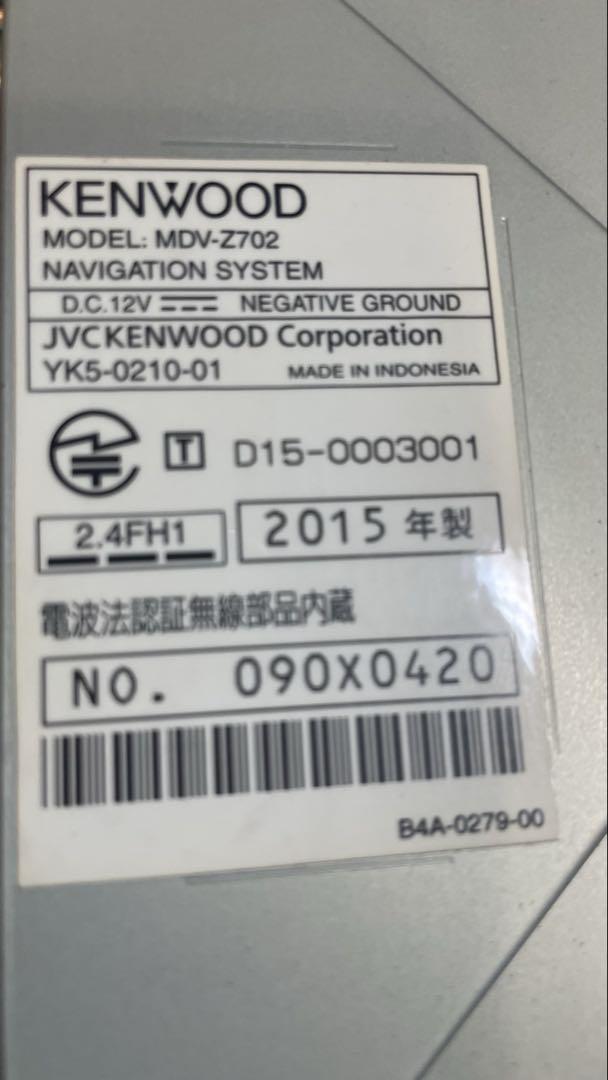 KENWOOD
MODEL: MDV-Z702
NAVIGATION SYSTEM
D.C.12V NEGATIVE GROUND
JVCKENWOOD Corporation
YK5-0210-01 MADE IN INDONESIA
T D15-0003001
2.4FH1 2015 年製
電波法認証無線部品内蔵
NO. 090X0420
B4A-0279-00